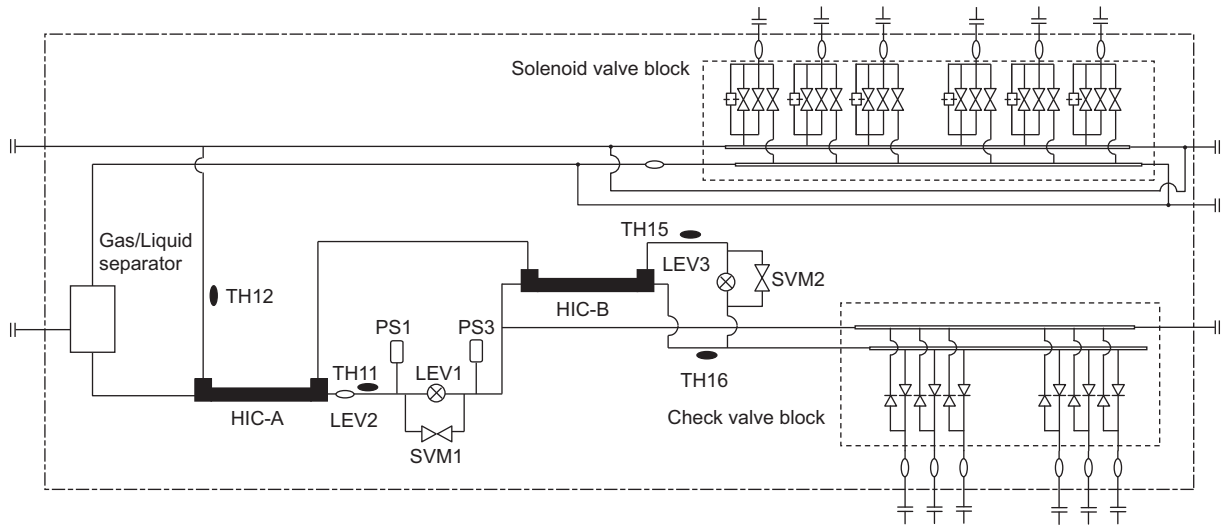 Solenoid valve block
Gas/Liquid
separator
TH15
LEV3
TH12
HIC-B
SVM2
PS1
PS3
TH11
LEV1
TH16
HIC-A
LEV2
Check valve block
SVM1